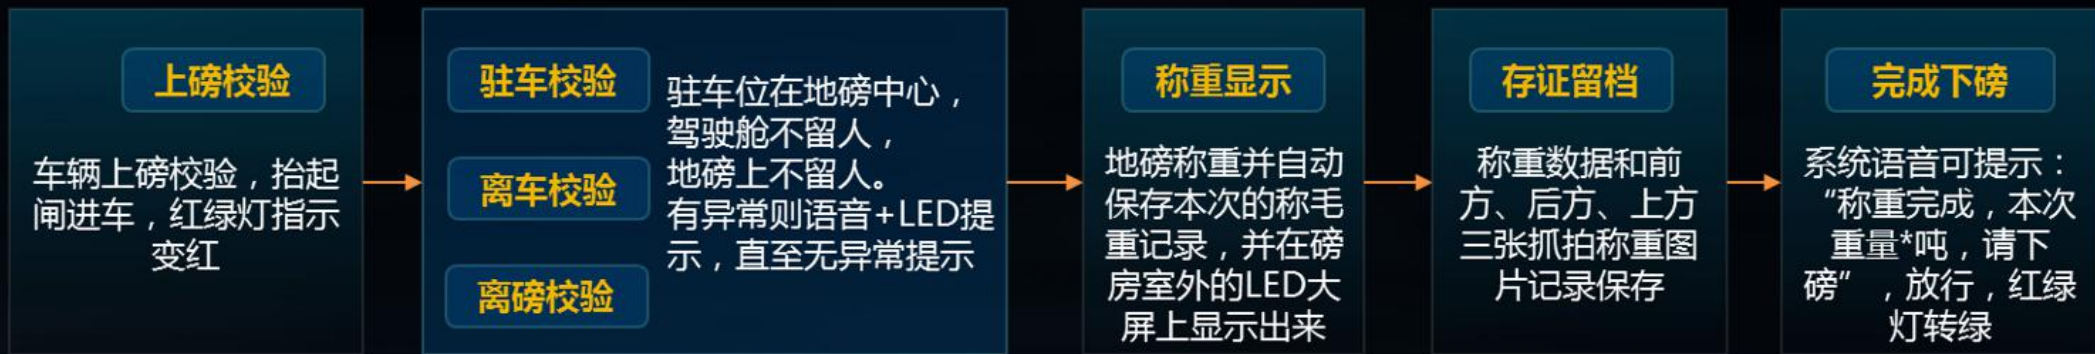 上磅校验
车辆上磅校验，抬起
闸进车，红绿灯指示
变红
驻车校验
离车校验
离磅校验
驻车位在地磅中心，
驾驶舱不留人，
地磅上不留人。
有异常则语音+LED提
示，直至无异常提示
称重显示
地磅称重并自动
保存本次的称毛
重记录，并在磅
房室外的LED大
屏上显示出来
存证留档
称重数据和前
方、后方、上方
三张抓拍称重图
片记录保存
完成下磅
系统语音可提示：
“称重完成，本次
重量*吨，请下
磅”，放行，红绿
灯转绿